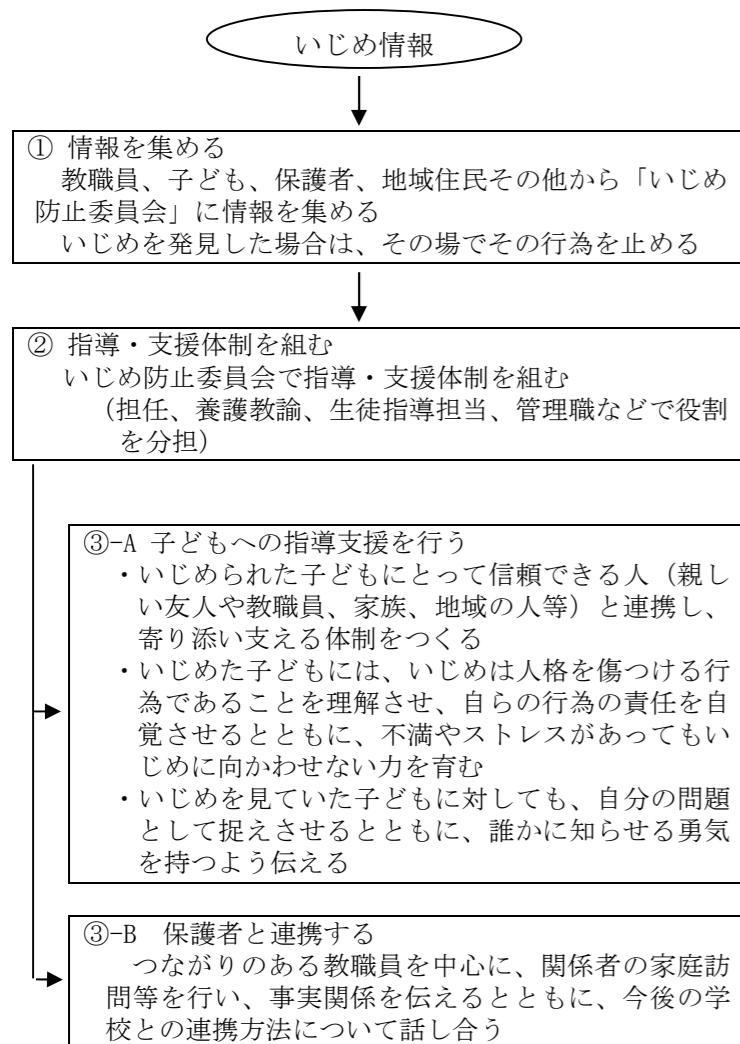 いじめ情報
① 情報を集める
教職員、子ども、保護者、地域住民その他から「いじめ
防止委員会」に情報を集める
いじめを発見した場合は、その場でその行為を止める
② 指導・支援体制を組む
いじめ防止委員会で指導・支援体制を組む
(担任、養護教諭、生徒指導担当、管理職などで役割
を分担)
③-A 子どもへの指導支援を行う
・いじめられた子どもにとって信頼できる人(親し
い友人や教職員、家族、地域の人等)と連携し、
寄り添い支える体制をつくる
・いじめた子どもには、いじめは人格を傷つける行
為であることを理解させ、自らの行為の責任を自
覚させるとともに、不満やストレスがあってもい
じめに向かわせない力を育む
・いじめを見ていた子どもに対しても、自分の問題
として捉えさせるとともに、誰かに知らせる勇気
を持つよう伝える
③-B 保護者と連携する
つながりのある教職員を中心に、関係者の家庭訪
問等を行い、事実関係を伝えるとともに、今後の学
校との連携方法について話し合う